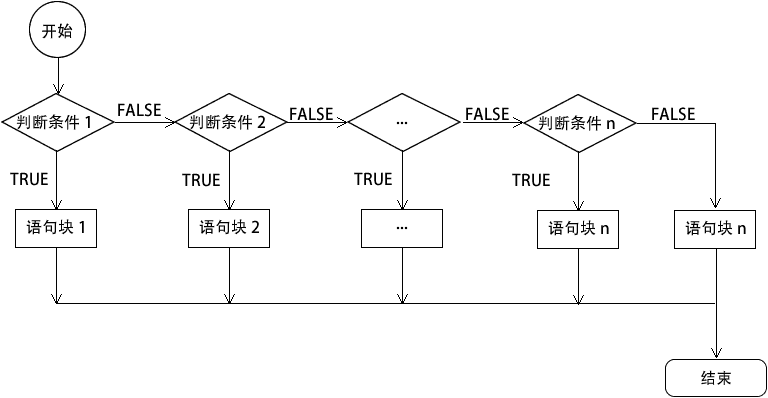 开始
判断条件 1
FALSE
判断条件 2
FALSE
...
FALSE
判断条件 n
FALSE
TRUE
TRUE
TRUE
TRUE
语句块 1
语句块 2
...
语句块 n
语句块 n
结束